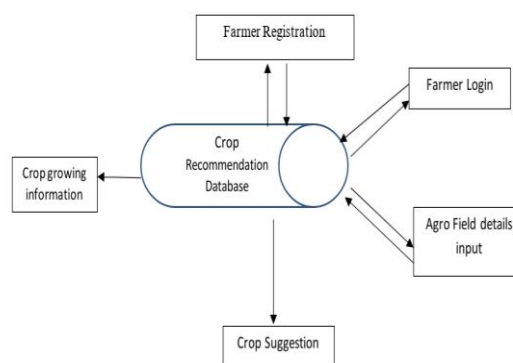 Farmer Registration
Farmer Login
Crop
Recommendation
Database
Crop growing
information
Agro Field details
input
Crop Suggestion